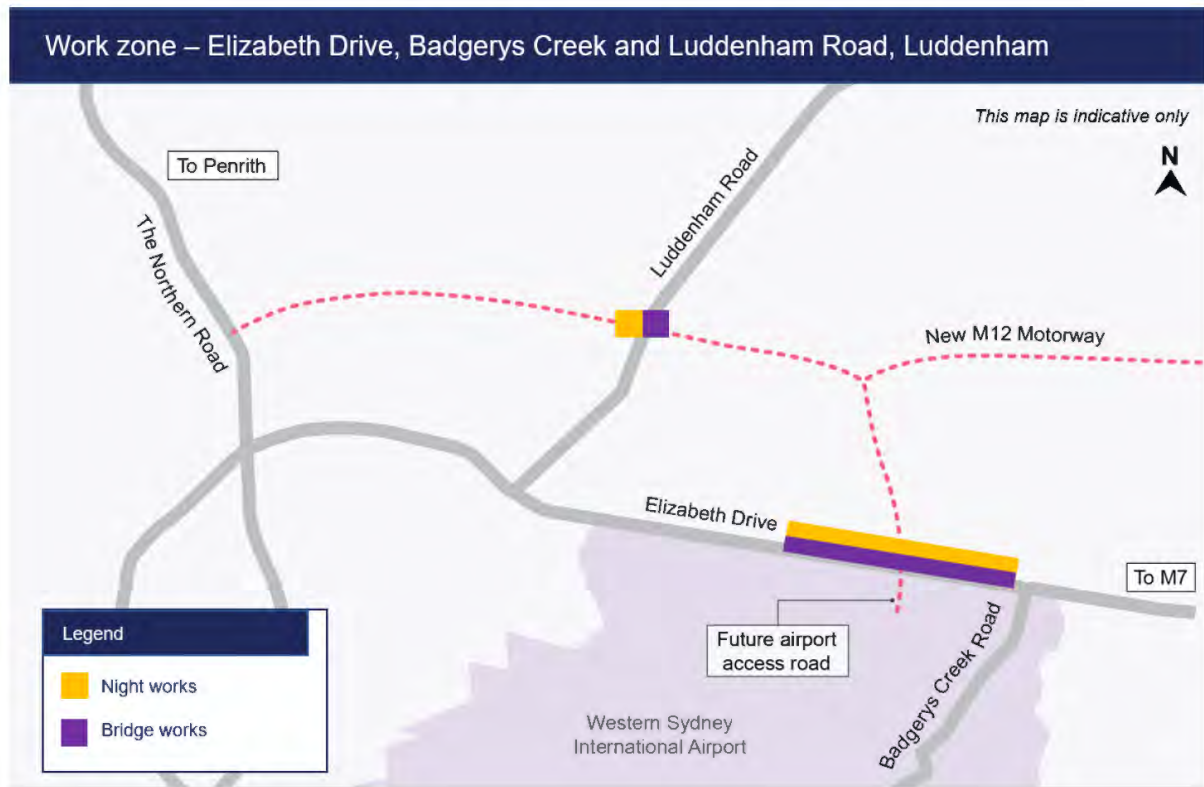 Work zone – Elizabeth Drive, Badgerys Creek and Luddenham Road, Luddenham
This map is indicative only
N
To Penrith
The Northern Road
Luddenham Road
New M12 Motorway
Elizabeth Drive
To M7
Future airport
access road
Badgerys Creek Road
Western Sydney
International Airport
Legend
Night works
Bridge works